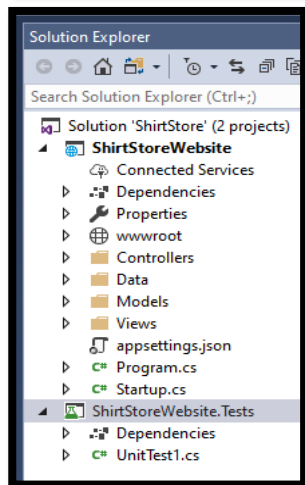 Solution Explorer
Search Solution Explorer (Ctrl+;)
Solution 'ShirtStore' (2 projects)
ShirtStoreWebsite
Connected Services
Dependencies
Properties
wwwroot
Controllers
Data
Models
Views
appsettings.json
C# Program.cs
C# Startup.cs
ShirtStoreWebsite.Tests
Dependencies
C# UnitTest1.cs